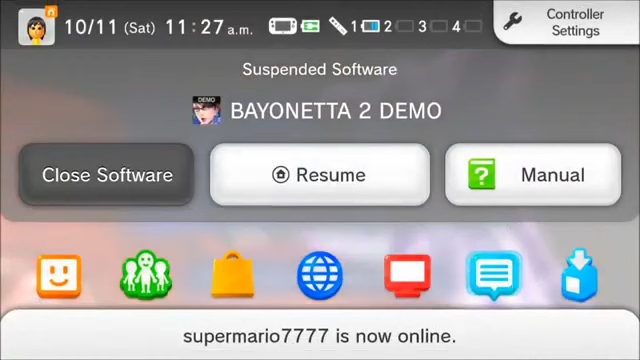 10/11 (Sat) 11:27 a.m. 1 2 3 4
Controller
Settings
Suspended Software
DEMO
BAYONETTA 2 DEMO
Close Software
Resume
? Manual
supermario7777 is now online.